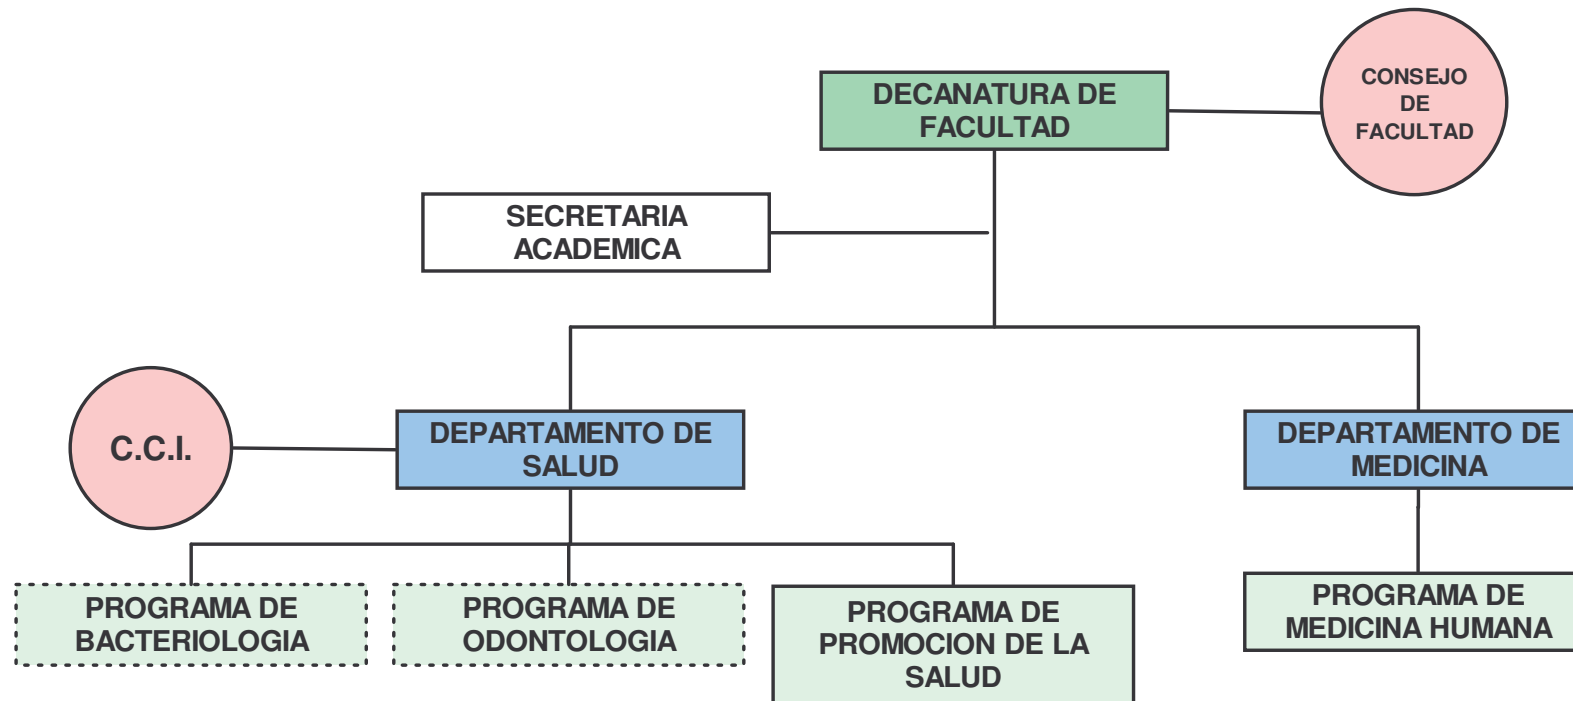 DECANATURA DE
FACULTAD
CONSEJO
DE
FACULTAD
SECRETARIA
ACADEMICA
C.C.I.
DEPARTAMENTO DE
SALUD
DEPARTAMENTO DE
MEDICINA
PROGRAMA DE
BACTERIOLOGIA
PROGRAMA DE
ODONTOLOGIA
PROGRAMA DE
PROMOCION DE LA
SALUD
PROGRAMA DE
MEDICINA HUMANA